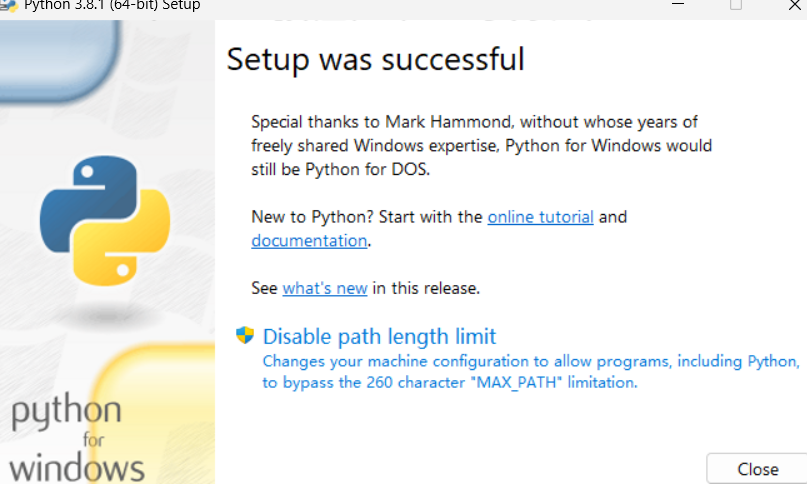 Python 3.8.1 (64-bit) Setup
Setup was successful
Special thanks to Mark Hammond, without whose years of
freely shared Windows expertise, Python for Windows would
still be Python for DOS.
New to Python? Start with the online tutorial and
documentation.
See what's new in this release.
Disable path length limit
Changes your machine configuration to allow programs, including Python,
to bypass the 260 character "MAX_PATH" limitation.
python
for
windows
Close